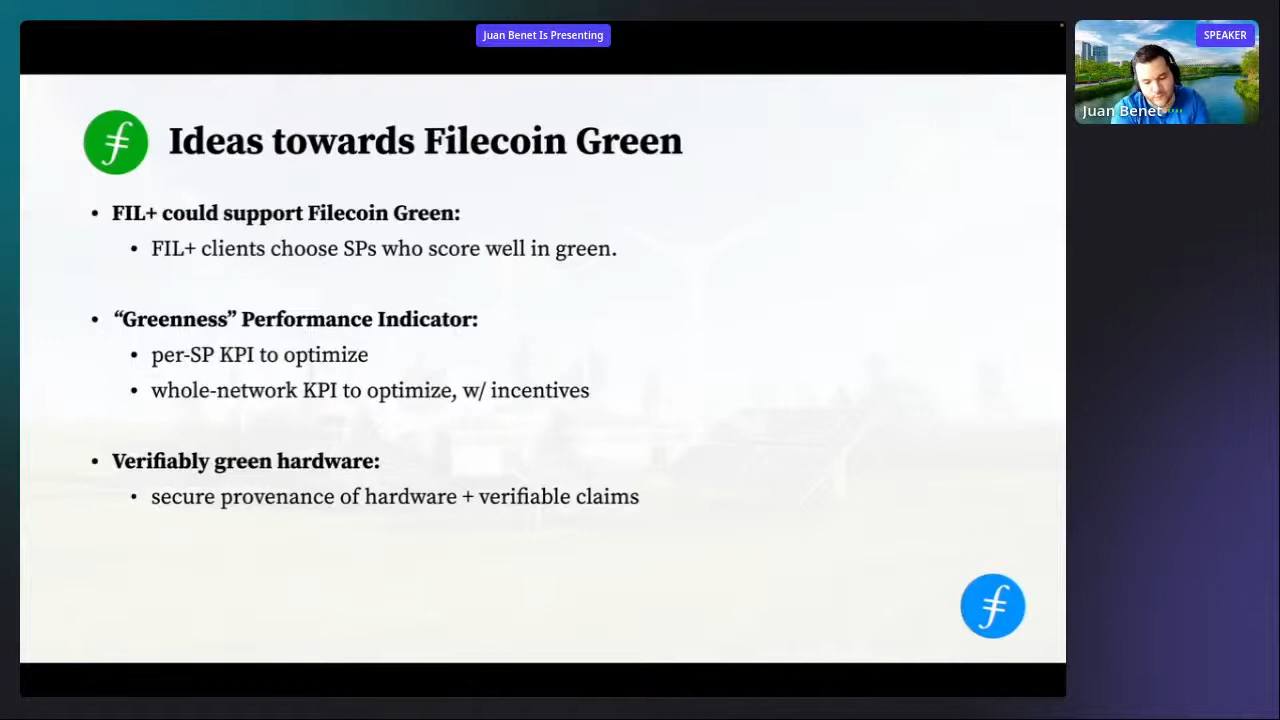 Juan Benet Is Presenting
SPEAKER
Juan Benet
Ideas towards Filecoin Green
• FIL+ could support Filecoin Green:
• FIL+ clients choose SPs who score well in green.
• “Greenness” Performance Indicator:
• per-SP KPI to optimize
• whole-network KPI to optimize, w/ incentives
• Verifiably green hardware:
• secure provenance of hardware + verifiable claims